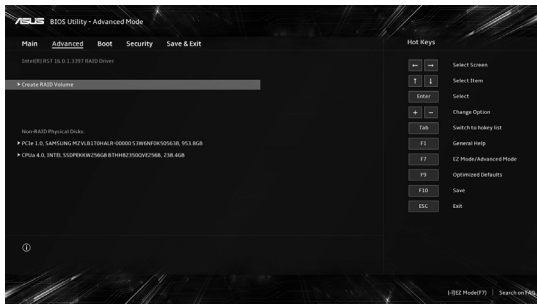 ASUS BIOS Utility - Advanced Mode
Main Advanced Boot Security Save & Exit
Hot Keys
Intel(R) RST 16.0.1.3397 RAID Driver
Create RAID Volume
Non-RAID Physical Disks:
PCIe 1.0, SAMSUNG MZVLB1T0HALR-00000 S3W6NF0K505638, 953.8GB
CPUa 4.0, INTEL SSDPEKKW256G8 BTHH82350QVE256B, 238.4GB
← → Select Screen
↑ ↓ Select Item
Enter Select
+ − Change Option
Tab Switch to hokey list
F1 General Help
F7 EZ Mode/Advanced Mode
F9 Optimized Defaults
F10 Save
ESC Exit
EZ Mode(F7) | Search on FAQ